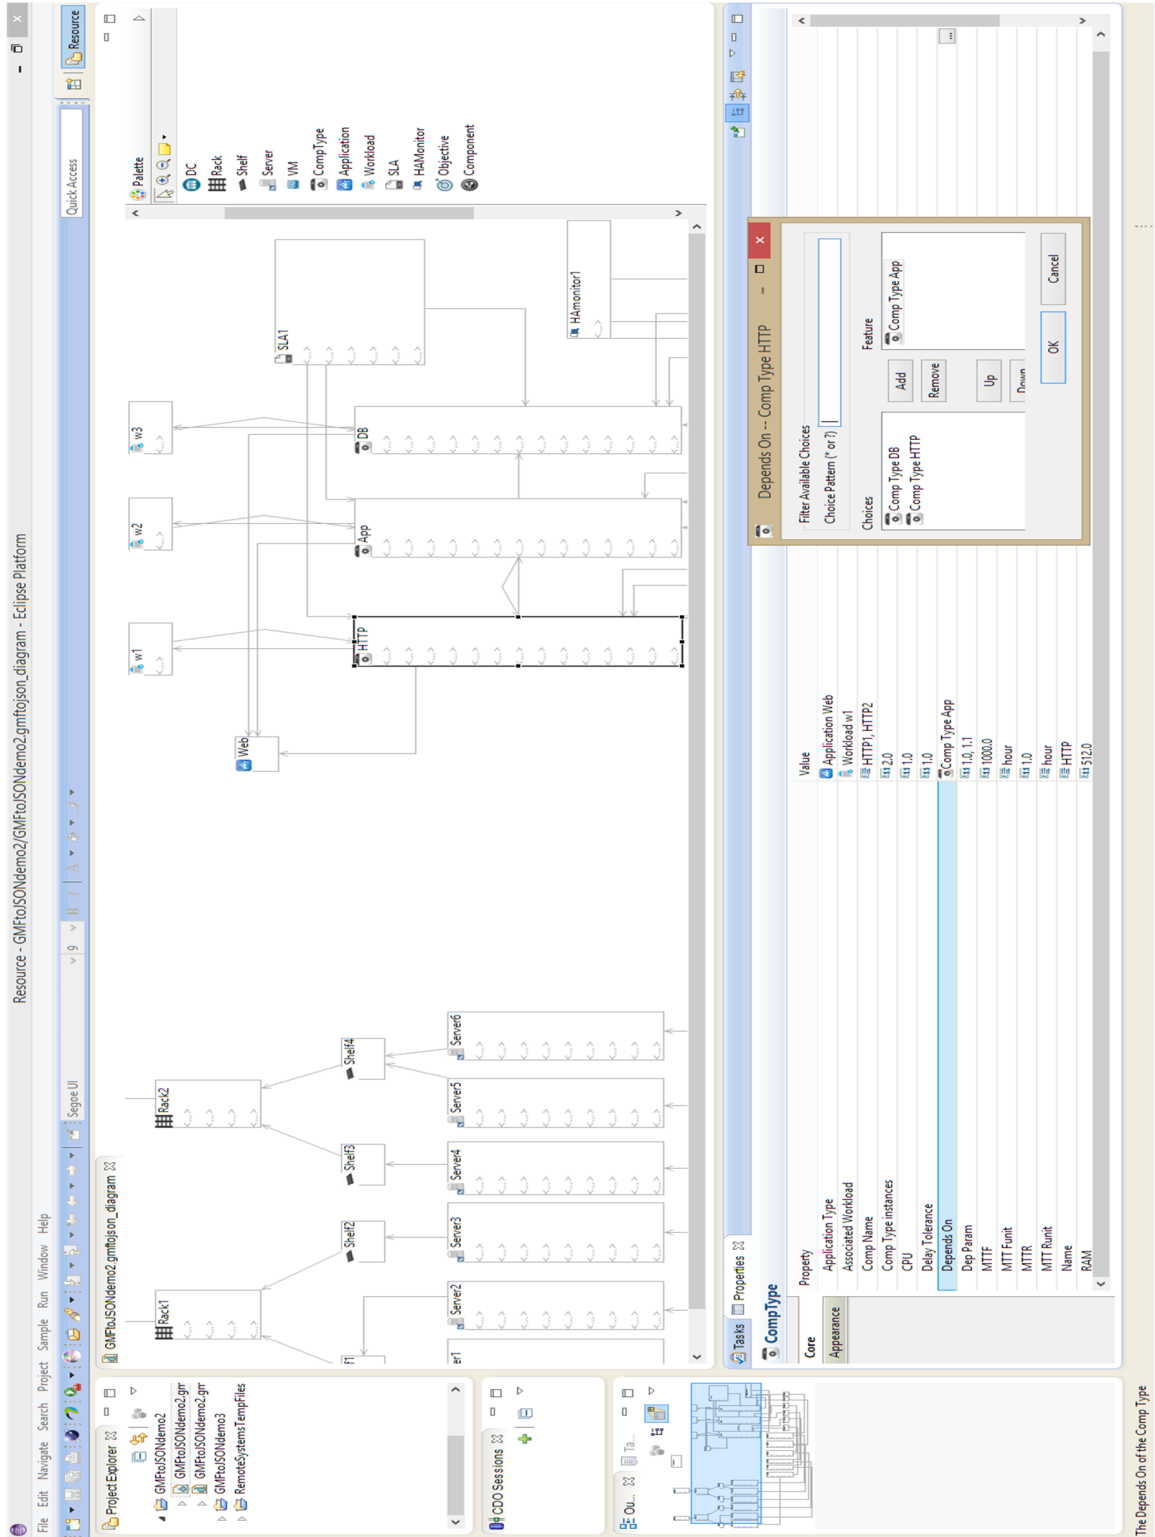 Resource - GMFtoJSONdemo2/GMFtoJSONdemo2.gmftojson_diagram - Eclipse Platform
File Edit Navigate Search Project Sample Run Window Help
Segoe UI
9
B I A
Quick Access
Resource
Project Explorer
GMFtoJSONdemo2
GMFtoJSONdemo2.gm
GMFtoJSONdemo2.gm
GMFtoJSONdemo3
RemoteSystemsTempFiles
CDO Sessions
Ou...
Ta...
GMFtoJSONdemo2.gmftojson_diagram
Rack1
Rack2
f1
Shelf2
Shelf3
Shelf4
er1
Server2
Server3
Server4
Server5
Server6
w1
w2
w3
Web
HTTP
App
DB
SLA1
HAmonitor1
Palette
DC
Rack
Shelf
Server
VM
CompType
Application
Workload
SLA
HAMonitor
Objective
Component
Tasks
Properties
CompType
Core
Appearance
Property Value
Application Type Application Web
Associated Workload Workload w1
Comp Name HTTP1, HTTP2
Comp Type instances 2.0
CPU 1.0
Delay Tolerance 1.0
Depends On Comp Type App ...
Dep Param 1.0, 1.1
MTTF 1000.0
MTT Funit hour
MTTR 1.0
MTT Runit hour
Name HTTP
RAM 512.0
Depends On -- Comp Type HTTP
Filter Available Choices
Choice Pattern (* or ?)
Choices
Comp Type DB
Comp Type HTTP
Add
Remove
Up
Down
Feature
Comp Type App
OK
Cancel
The Depends On of the Comp Type